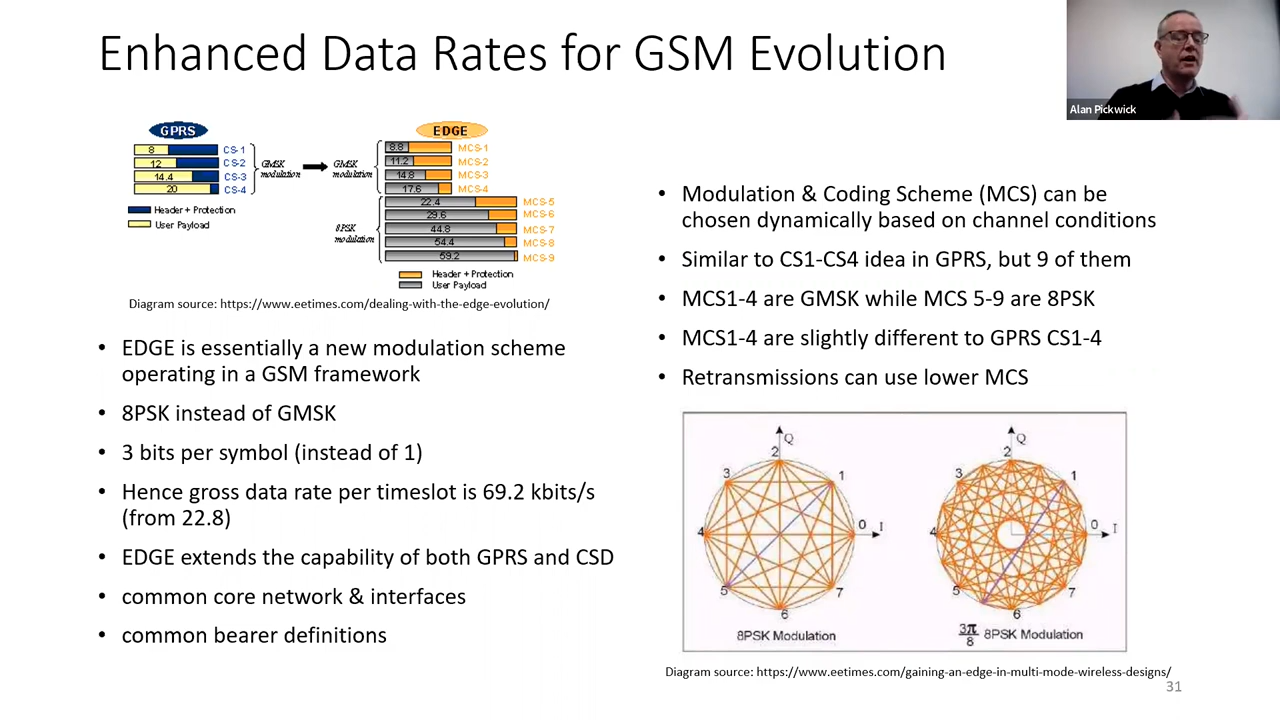 Enhanced Data Rates for GSM Evolution
Alan Pickwick
GPRS
8 CS-1
12 CS-2
14.4 CS-3
20 CS-4
GMSK
modulation
Header + Protection
User Payload
EDGE
GMSK
modulation
8.8 MCS-1
11.2 MCS-2
14.8 MCS-3
17.6 MCS-4
8PSK
modulation
22.4 MCS-5
29.6 MCS-6
44.8 MCS-7
54.4 MCS-8
59.2 MCS-9
Header + Protection
User Payload
Diagram source: https://www.eetimes.com/dealing-with-the-edge-evolution/
• EDGE is essentially a new modulation scheme
operating in a GSM framework
• 8PSK instead of GMSK
• 3 bits per symbol (instead of 1)
• Hence gross data rate per timeslot is 69.2 kbits/s
(from 22.8)
• EDGE extends the capability of both GPRS and CSD
• common core network & interfaces
• common bearer definitions
• Modulation & Coding Scheme (MCS) can be
chosen dynamically based on channel conditions
• Similar to CS1-CS4 idea in GPRS, but 9 of them
• MCS1-4 are GMSK while MCS 5-9 are 8PSK
• MCS1-4 are slightly different to GPRS CS1-4
• Retransmissions can use lower MCS
Q
2
3 1
4 0 I
5 7
6
8PSK Modulation
Q
2
3 1
4 0 I
5 7
6
3π/8 8PSK Modulation
Diagram source: https://www.eetimes.com/gaining-an-edge-in-multi-mode-wireless-designs/
31